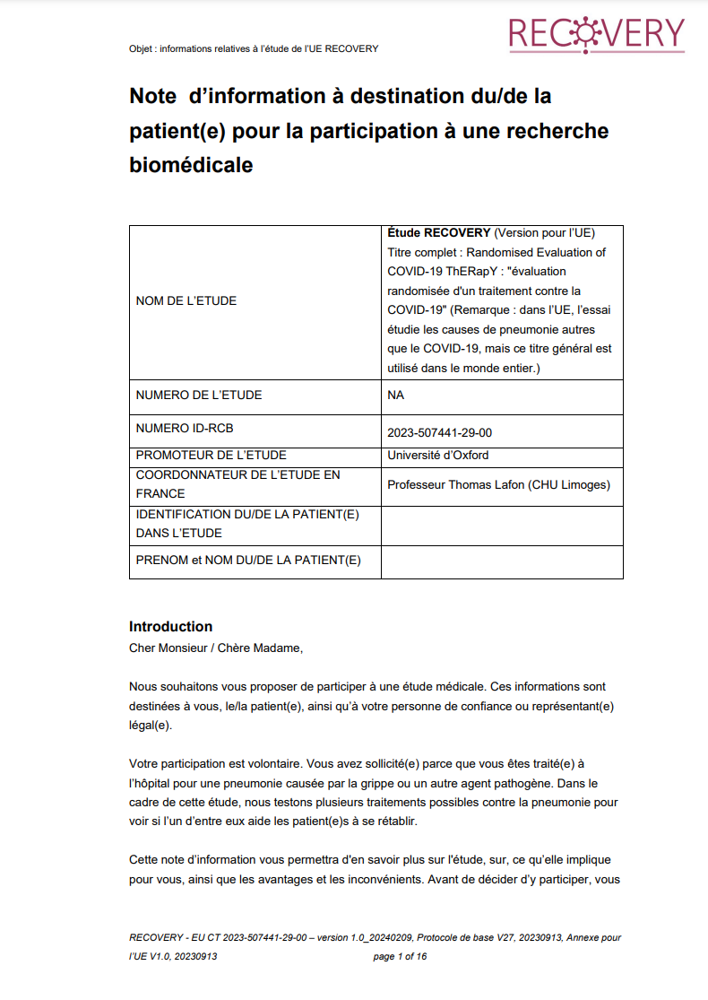 RECOVERY
Objet : informations relatives à l'étude de l'UE RECOVERY
Note d'information à destination du/de la
patient(e) pour la participation à une recherche
biomédicale
NOM DE L'ETUDE
Étude RECOVERY (Version pour l'UE)
Titre complet : Randomised Evaluation of
COVID-19 ThERapY : "évaluation
randomisée d'un traitement contre la
COVID-19" (Remarque : dans l'UE, l'essai
étudie les causes de pneumonie autres
que le COVID-19, mais ce titre général est
utilisé dans le monde entier.)
NUMERO DE L'ETUDE
NA
NUMERO ID-RCB
2023-507441-29-00
PROMOTEUR DE L'ETUDE
Université d'Oxford
COORDONNATEUR DE L'ETUDE EN
FRANCE
Professeur Thomas Lafon (CHU Limoges)
IDENTIFICATION DU/DE LA PATIENT(E)
DANS L'ETUDE
PRENOM et NOM DU/DE LA PATIENT(E)
Introduction
Cher Monsieur / Chère Madame,
Nous souhaitons vous proposer de participer à une étude médicale. Ces informations sont
destinées à vous, le/la patient(e), ainsi qu'à votre personne de confiance ou représentant(e)
légal(e).
Votre participation est volontaire. Vous avez sollicité(e) parce que vous êtes traité(e) à
l'hôpital pour une pneumonie causée par la grippe ou un autre agent pathogène. Dans le
cadre de cette étude, nous testons plusieurs traitements possibles contre la pneumonie pour
voir si l'un d'entre eux aide les patient(e)s à se rétablir.
Cette note d'information vous permettra d'en savoir plus sur l'étude, sur, ce qu'elle implique
pour vous, ainsi que les avantages et les inconvénients. Avant de décider d'y participer, vous
RECOVERY - EU CT 2023-507441-29-00 – version 1.0_20240209, Protocole de base V27, 20230913, Annexe pour
l'UE V1.0, 20230913 page 1 of 16